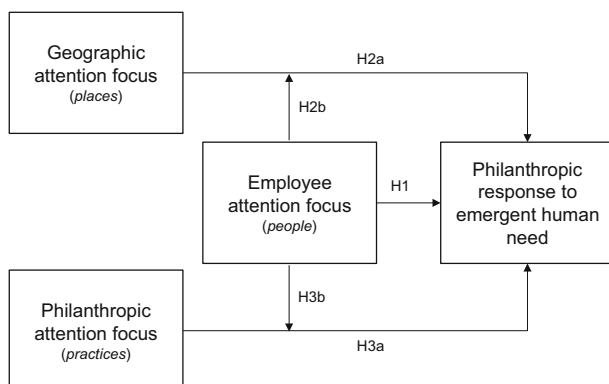 Geographic
attention focus
(places)
H2a
H2b
Employee
attention focus
(people)
H1
Philanthropic
response to
emergent human
need
H3b
Philanthropic
attention focus
(practices)
H3a